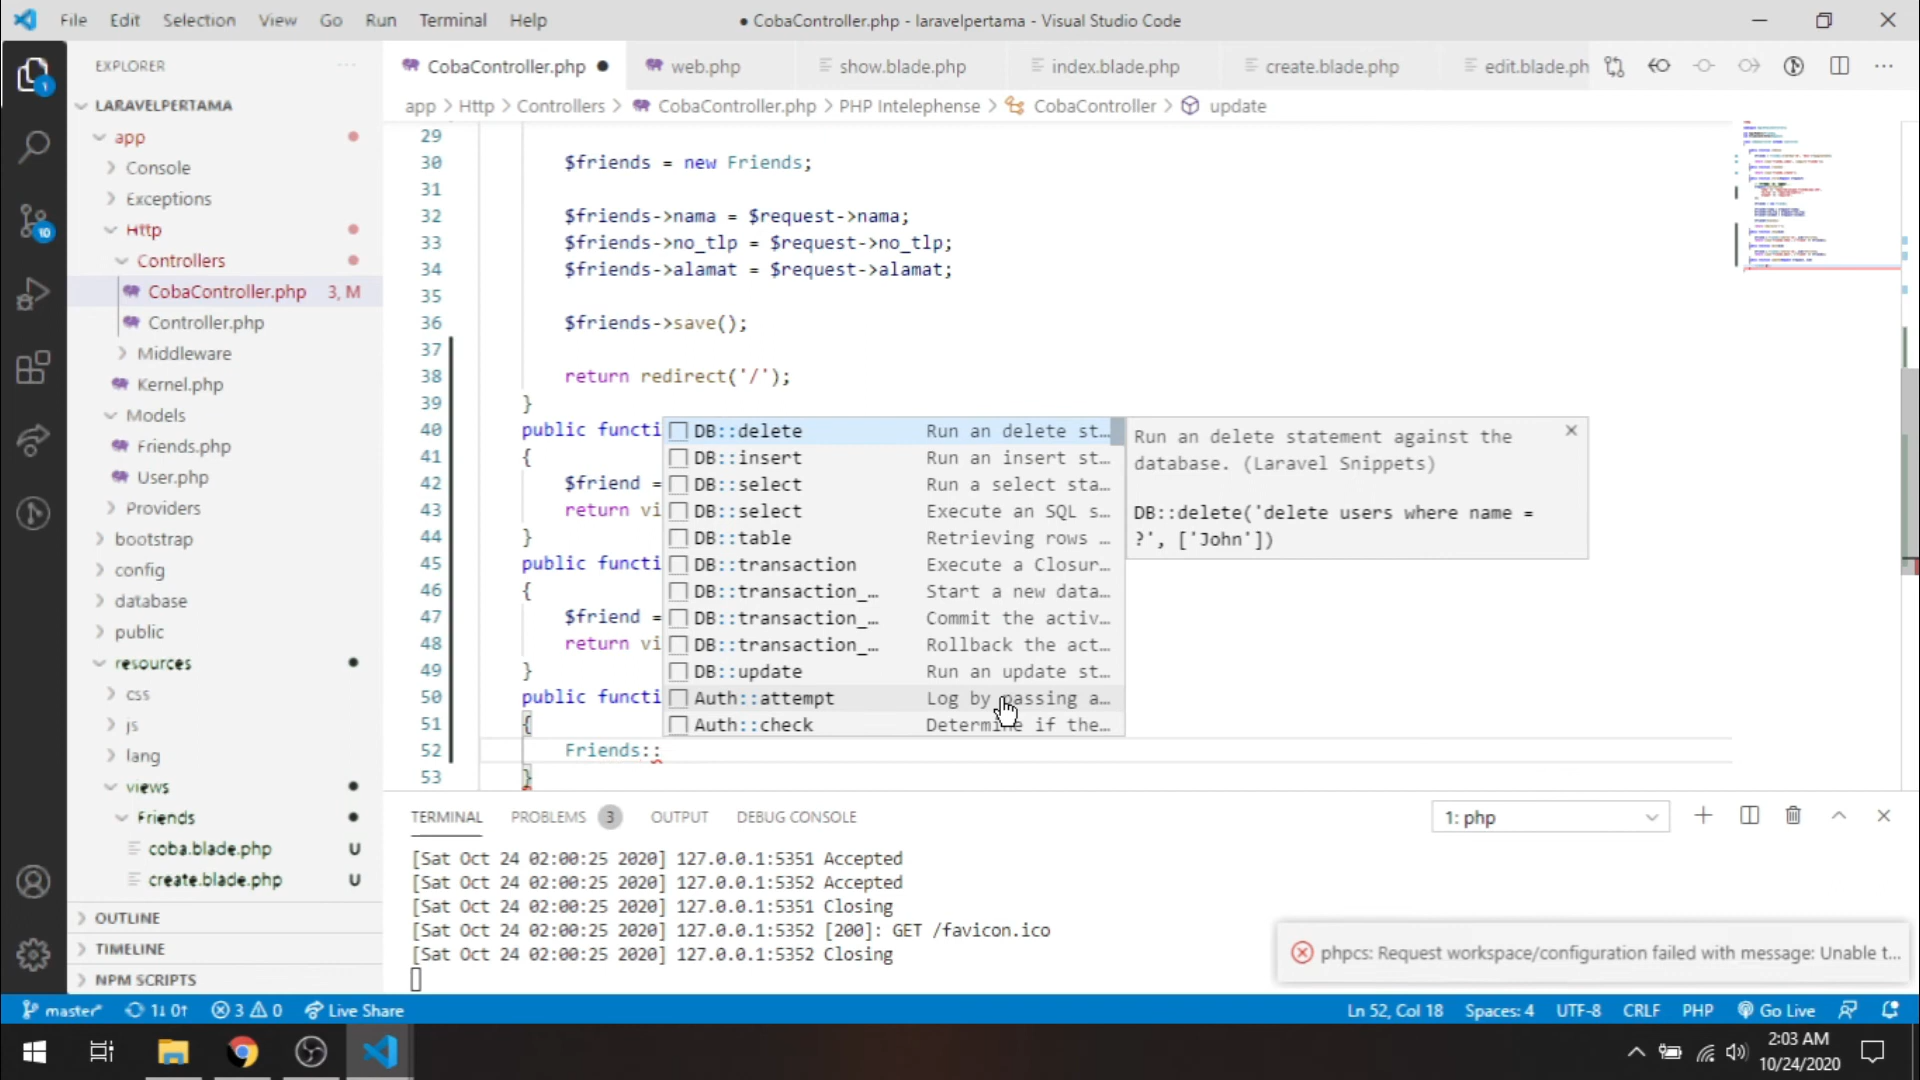 File Edit Selection View Go Run Terminal Help
● CobaController.php - laravelpertama - Visual Studio Code
EXPLORER
LARAVELPERTAMA
app
Console
Exceptions
Http
Controllers
CobaController.php 3, M
Controller.php
Middleware
Kernel.php
Models
Friends.php
User.php
Providers
bootstrap
config
database
public
resources
css
js
lang
views
Friends
coba.blade.php U
create.blade.php U
OUTLINE
TIMELINE
NPM SCRIPTS
1
10
CobaController.php ● web.php show.blade.php index.blade.php create.blade.php edit.blade.ph
app > Http > Controllers > CobaController.php > PHP Intelephense > CobaController > update
29
30 $friends = new Friends;
31
32 $friends->nama = $request->nama;
33 $friends->no_tlp = $request->no_tlp;
34 $friends->alamat = $request->alamat;
35
36 $friends->save();
37
38 return redirect('/');
39 }
40 public functi
41 {
42 $friend =
43 return vi
44 }
45 public functi
46 {
47 $friend =
48 return vi
49 }
50 public functi
51 {
52 Friends::
53 }
DB::delete Run an delete st…
DB::insert Run an insert st…
DB::select Run a select sta…
DB::select Execute an SQL s…
DB::table Retrieving rows …
DB::transaction Execute a Closur…
DB::transaction_… Start a new data…
DB::transaction_… Commit the activ…
DB::transaction_… Rollback the act…
DB::update Run an update st…
Auth::attempt Log by passing a…
Auth::check Determine if the…
Run an delete statement against the
database. (Laravel Snippets)
DB::delete('delete users where name =
?', ['John'])
TERMINAL PROBLEMS 3 OUTPUT DEBUG CONSOLE
1: php
[Sat Oct 24 02:00:25 2020] 127.0.0.1:5351 Accepted
[Sat Oct 24 02:00:25 2020] 127.0.0.1:5352 Accepted
[Sat Oct 24 02:00:25 2020] 127.0.0.1:5351 Closing
[Sat Oct 24 02:00:25 2020] 127.0.0.1:5352 [200]: GET /favicon.ico
[Sat Oct 24 02:00:25 2020] 127.0.0.1:5352 Closing
phpcs: Request workspace/configuration failed with message: Unable t...
master* 1↓ 0↑ 3 0 Live Share
Ln 52, Col 18 Spaces: 4 UTF-8 CRLF PHP Go Live
2:03 AM
10/24/2020